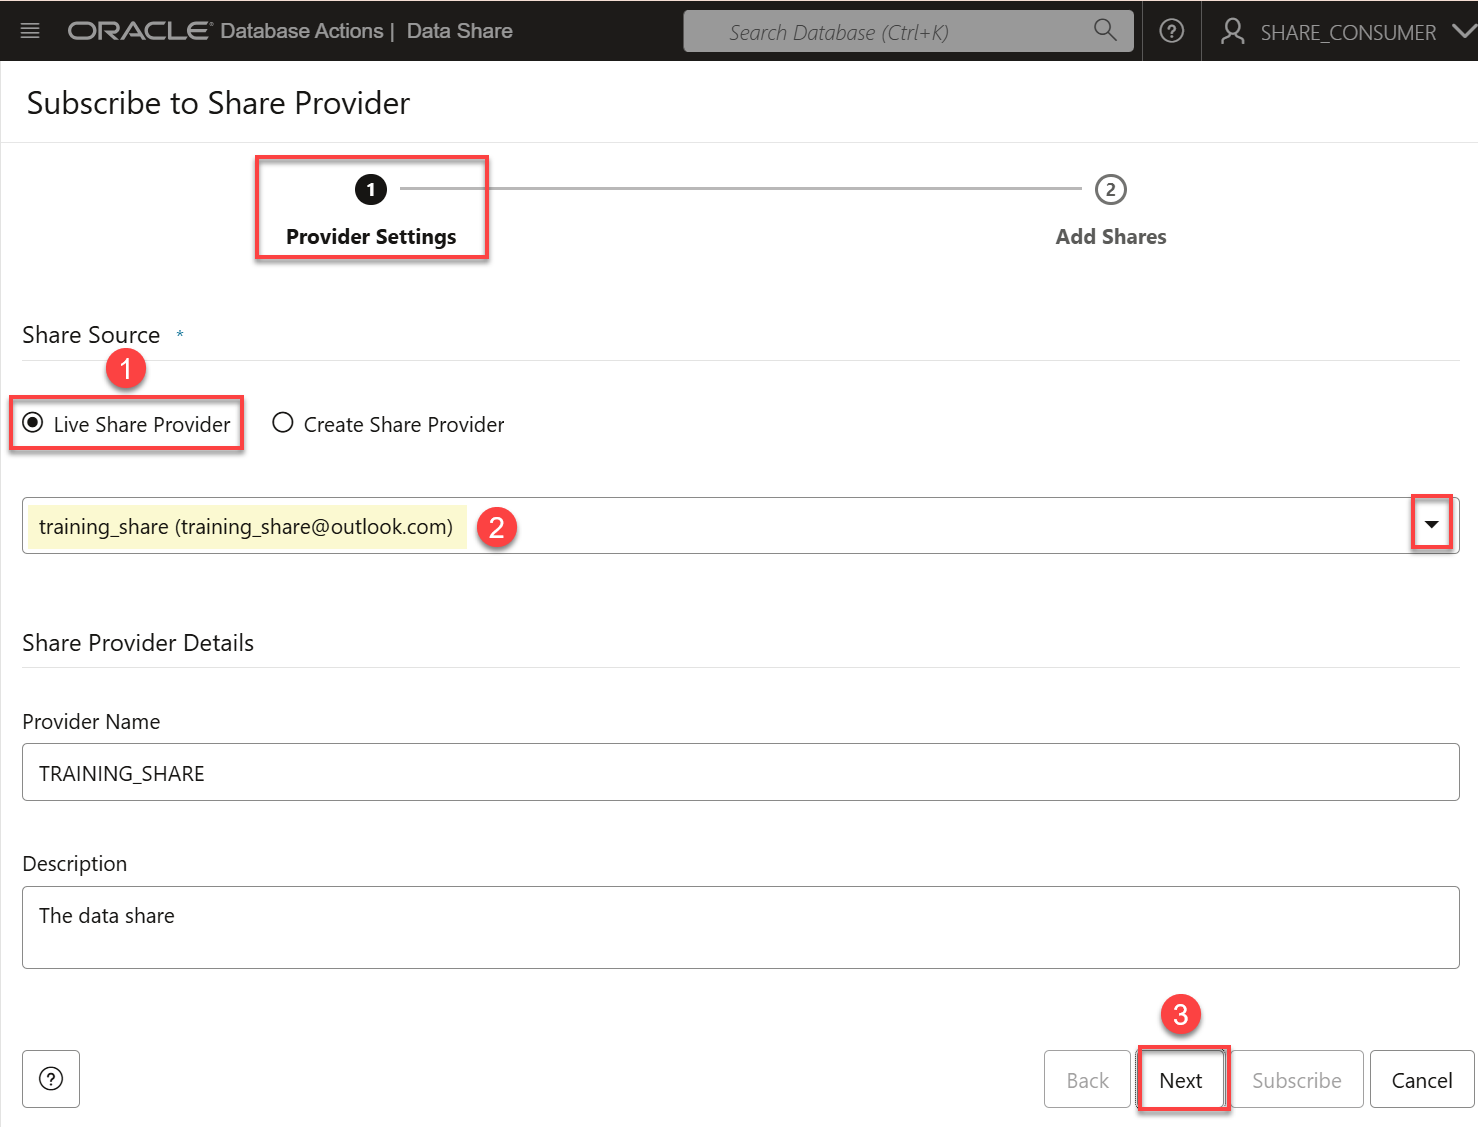 ORACLE Database Actions | Data Share
Search Database (Ctrl+K)
SHARE_CONSUMER
Subscribe to Share Provider
1
2
Provider Settings
Add Shares
Share Source *
1
Live Share Provider
Create Share Provider
training_share (training_share@outlook.com)
2
Share Provider Details
Provider Name
TRAINING_SHARE
Description
The data share
3
?
Back
Next
Subscribe
Cancel